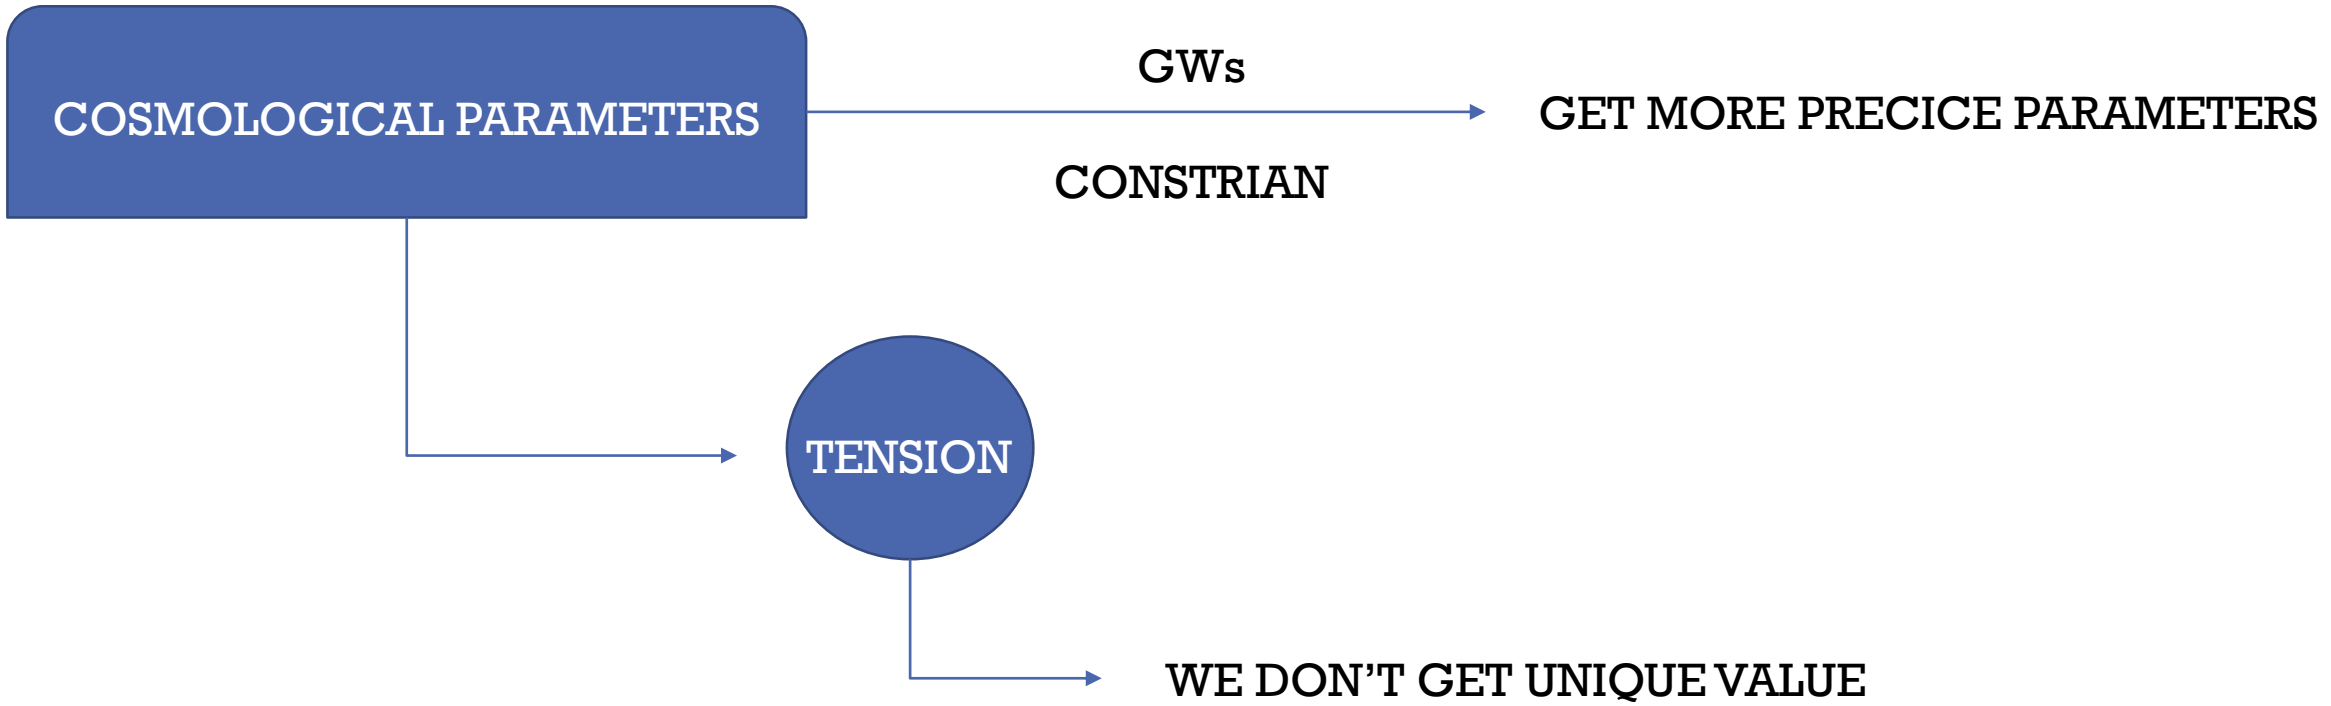 GWs
COSMOLOGICAL PARAMETERS
GET MORE PRECICE PARAMETERS
CONSTRIAN
TENSION
WE DON’T GET UNIQUE VALUE